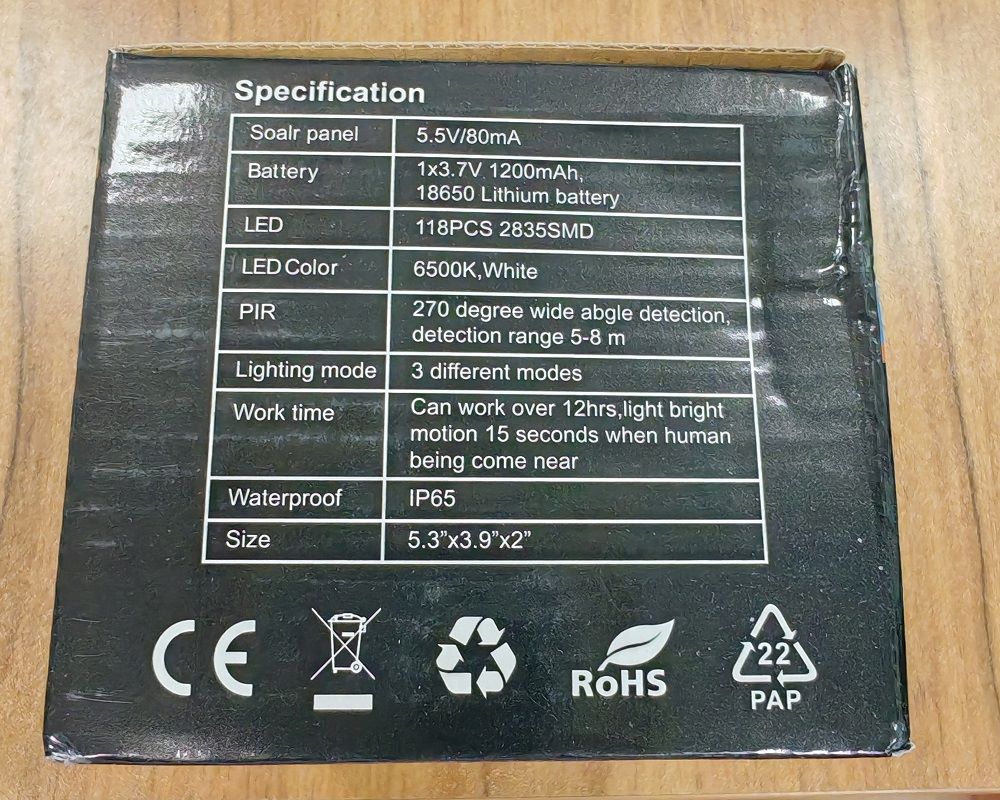 Specification
Soalr panel 5.5V/80mA
Battery 1x3.7V 1200mAh,
18650 Lithium battery
LED 118PCS 2835SMD
LED Color 6500K,White
PIR 270 degree wide abgle detection,
detection range 5-8 m
Lighting mode 3 different modes
Work time Can work over 12hrs,light bright
motion 15 seconds when human
being come near
Waterproof IP65
Size 5.3”x3.9”x2”
CE
RoHS
22
PAP